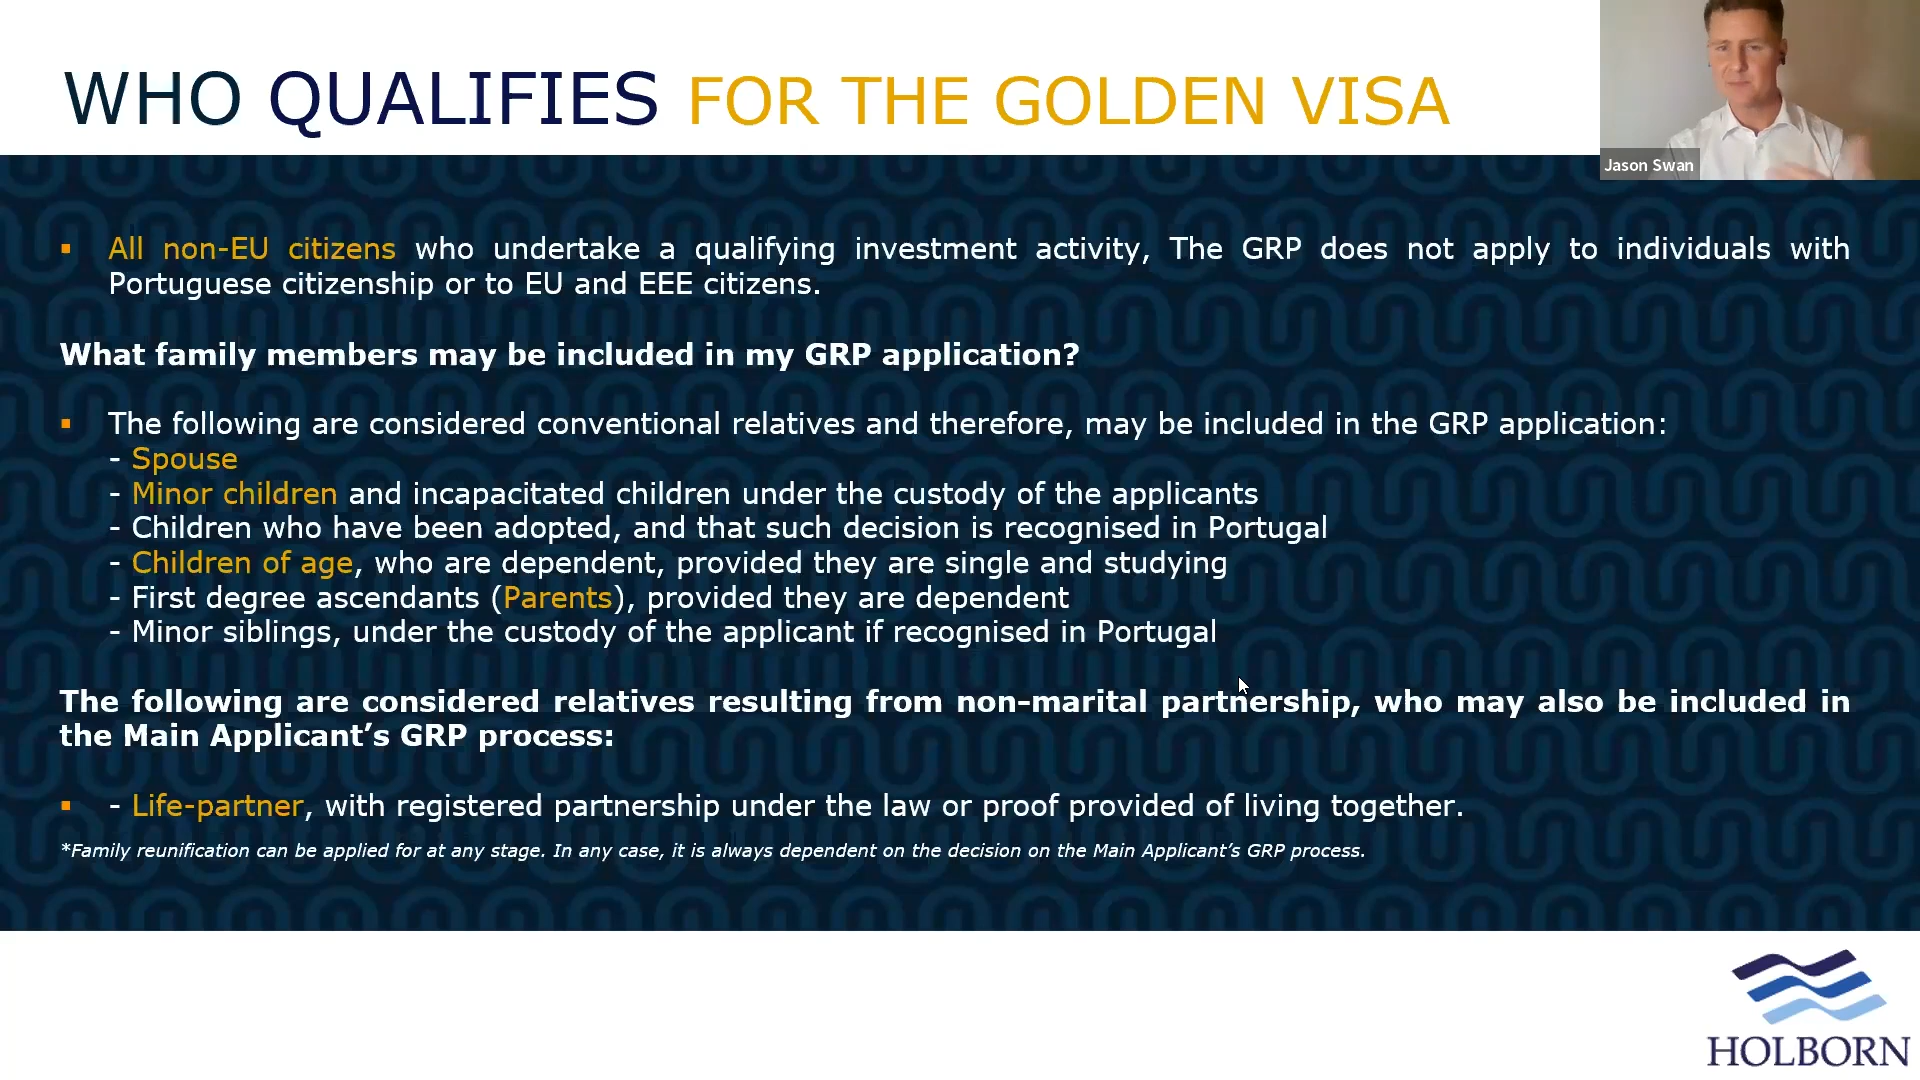 WHO QUALIFIES FOR THE GOLDEN VISA
Jason Swan
▪ All non-EU citizens who undertake a qualifying investment activity, The GRP does not apply to individuals with
Portuguese citizenship or to EU and EEE citizens.
What family members may be included in my GRP application?
▪ The following are considered conventional relatives and therefore, may be included in the GRP application:
- Spouse
- Minor children and incapacitated children under the custody of the applicants
- Children who have been adopted, and that such decision is recognised in Portugal
- Children of age, who are dependent, provided they are single and studying
- First degree ascendants (Parents), provided they are dependent
- Minor siblings, under the custody of the applicant if recognised in Portugal
The following are considered relatives resulting from non-marital partnership, who may also be included in
the Main Applicant’s GRP process:
▪ - Life-partner, with registered partnership under the law or proof provided of living together.
*Family reunification can be applied for at any stage. In any case, it is always dependent on the decision on the Main Applicant’s GRP process.
HOLBORN